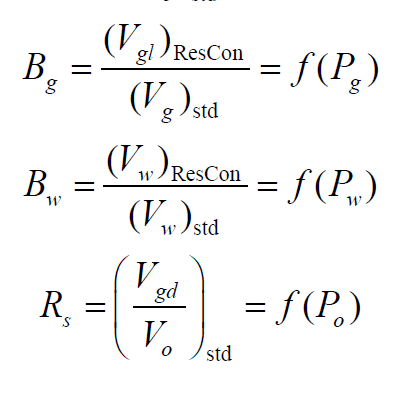 B_g = (V_gl)_ResCon / (V_g)_std = f(P_g)
B_w = (V_w)_ResCon / (V_w)_std = f(P_w)
R_s = (V_gd / V_o)_std = f(P_o)